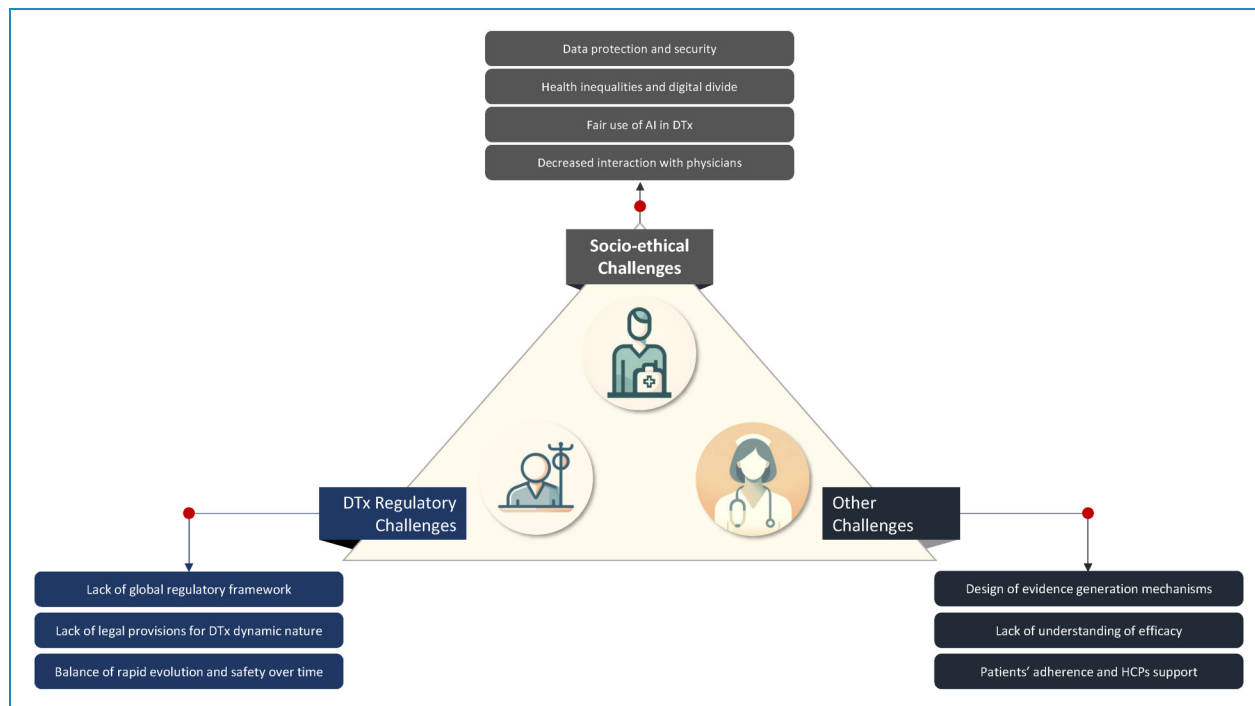 Data protection and security
Health inequalities and digital divide
Fair use of AI in DTx
Decreased interaction with physicians
Socio-ethical
Challenges
DTx Regulatory
Challenges
Other
Challenges
Lack of global regulatory framework
Lack of legal provisions for DTx dynamic nature
Balance of rapid evolution and safety over time
Design of evidence generation mechanisms
Lack of understanding of efficacy
Patients’ adherence and HCPs support